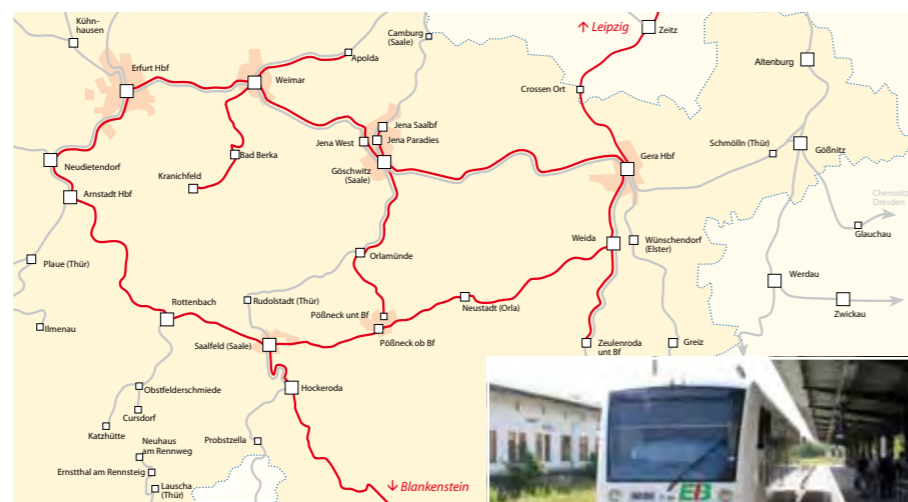 Kühn-
hausen
Camburg
(Saale)
↑ Leipzig
Zeitz
Erfurt Hbf
Weimar
Apolda
Altenburg
Crossen Ort
Jena Saalbf
Jena West
Jena Paradies
Schmölln (Thür)
Gößnitz
Neudietendorf
Bad Berka
Göschwitz
(Saale)
Gera Hbf
Kranichfeld
Arnstadt Hbf
Chemnitz
Dresden
Glauchau
Weida
Wünschendorf
(Elster)
Plaue (Thür)
Orlamünde
Werdau
Rottenbach
Rudolstadt (Thür)
Neustadt (Orla)
Zwickau
Pößneck unt Bf
Ilmenau
Saalfeld (Saale)
Pößneck ob Bf
Zeulenroda
unt Bf
Greiz
Obstfelderschmiede
Hockeroda
Cursdorf
Katzhütte
Neuhaus
am Rennweg
Probstzella
Ernstthal am Rennsteig
Lauscha
(Thür)
↓ Blankenstein
EB